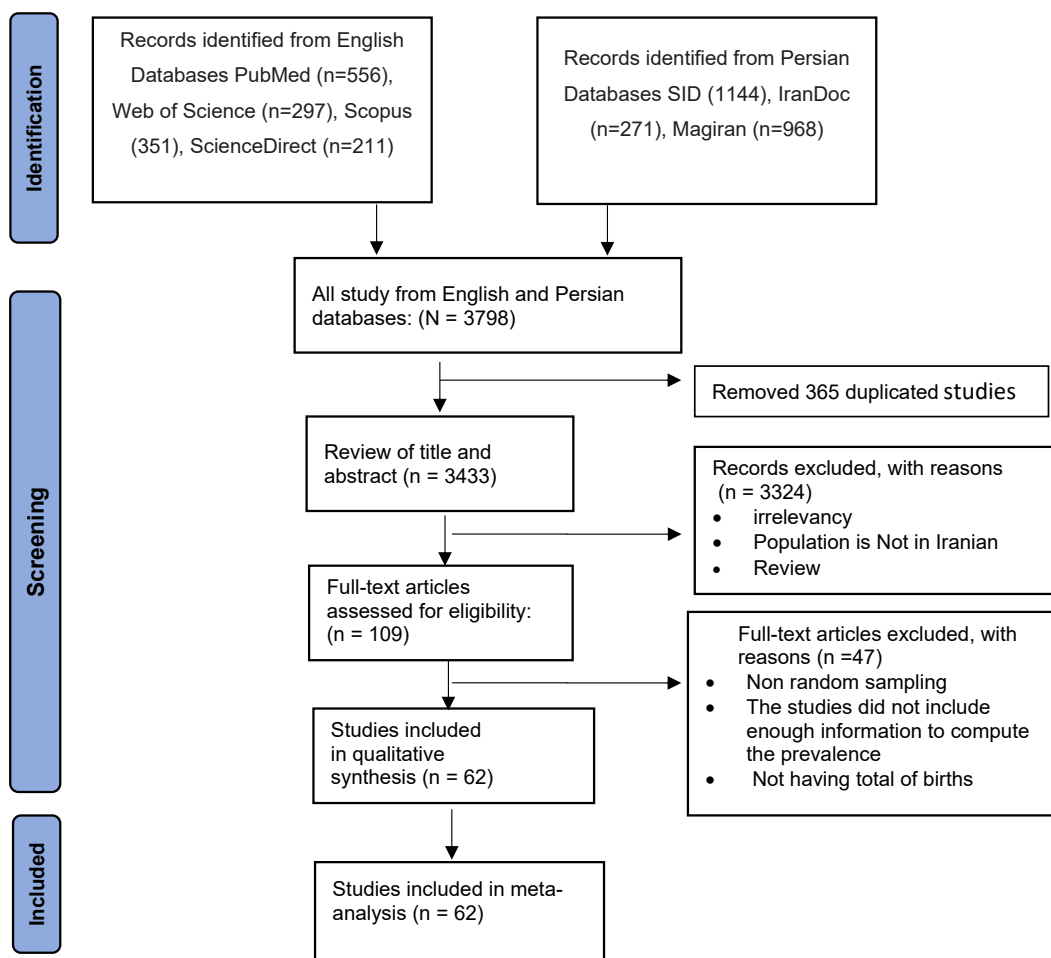 Identification
Records identified from English
Databases PubMed (n=556),
Web of Science (n=297), Scopus
(351), ScienceDirect (n=211)
Records identified from Persian
Databases SID (1144), IranDoc
(n=271), Magiran (n=968)
Screening
All study from English and Persian
databases: (N = 3798)
Removed 365 duplicated studies
Review of title and
abstract (n = 3433)
Records excluded, with reasons
(n = 3324)
• irrelevancy
• Population is Not in Iranian
• Review
Full-text articles
assessed for eligibility:
(n = 109)
Full-text articles excluded, with
reasons (n =47)
• Non random sampling
• The studies did not include
enough information to compute
the prevalence
• Not having total of births
Studies included
in qualitative
synthesis (n = 62)
Included
Studies included in meta-
analysis (n = 62)